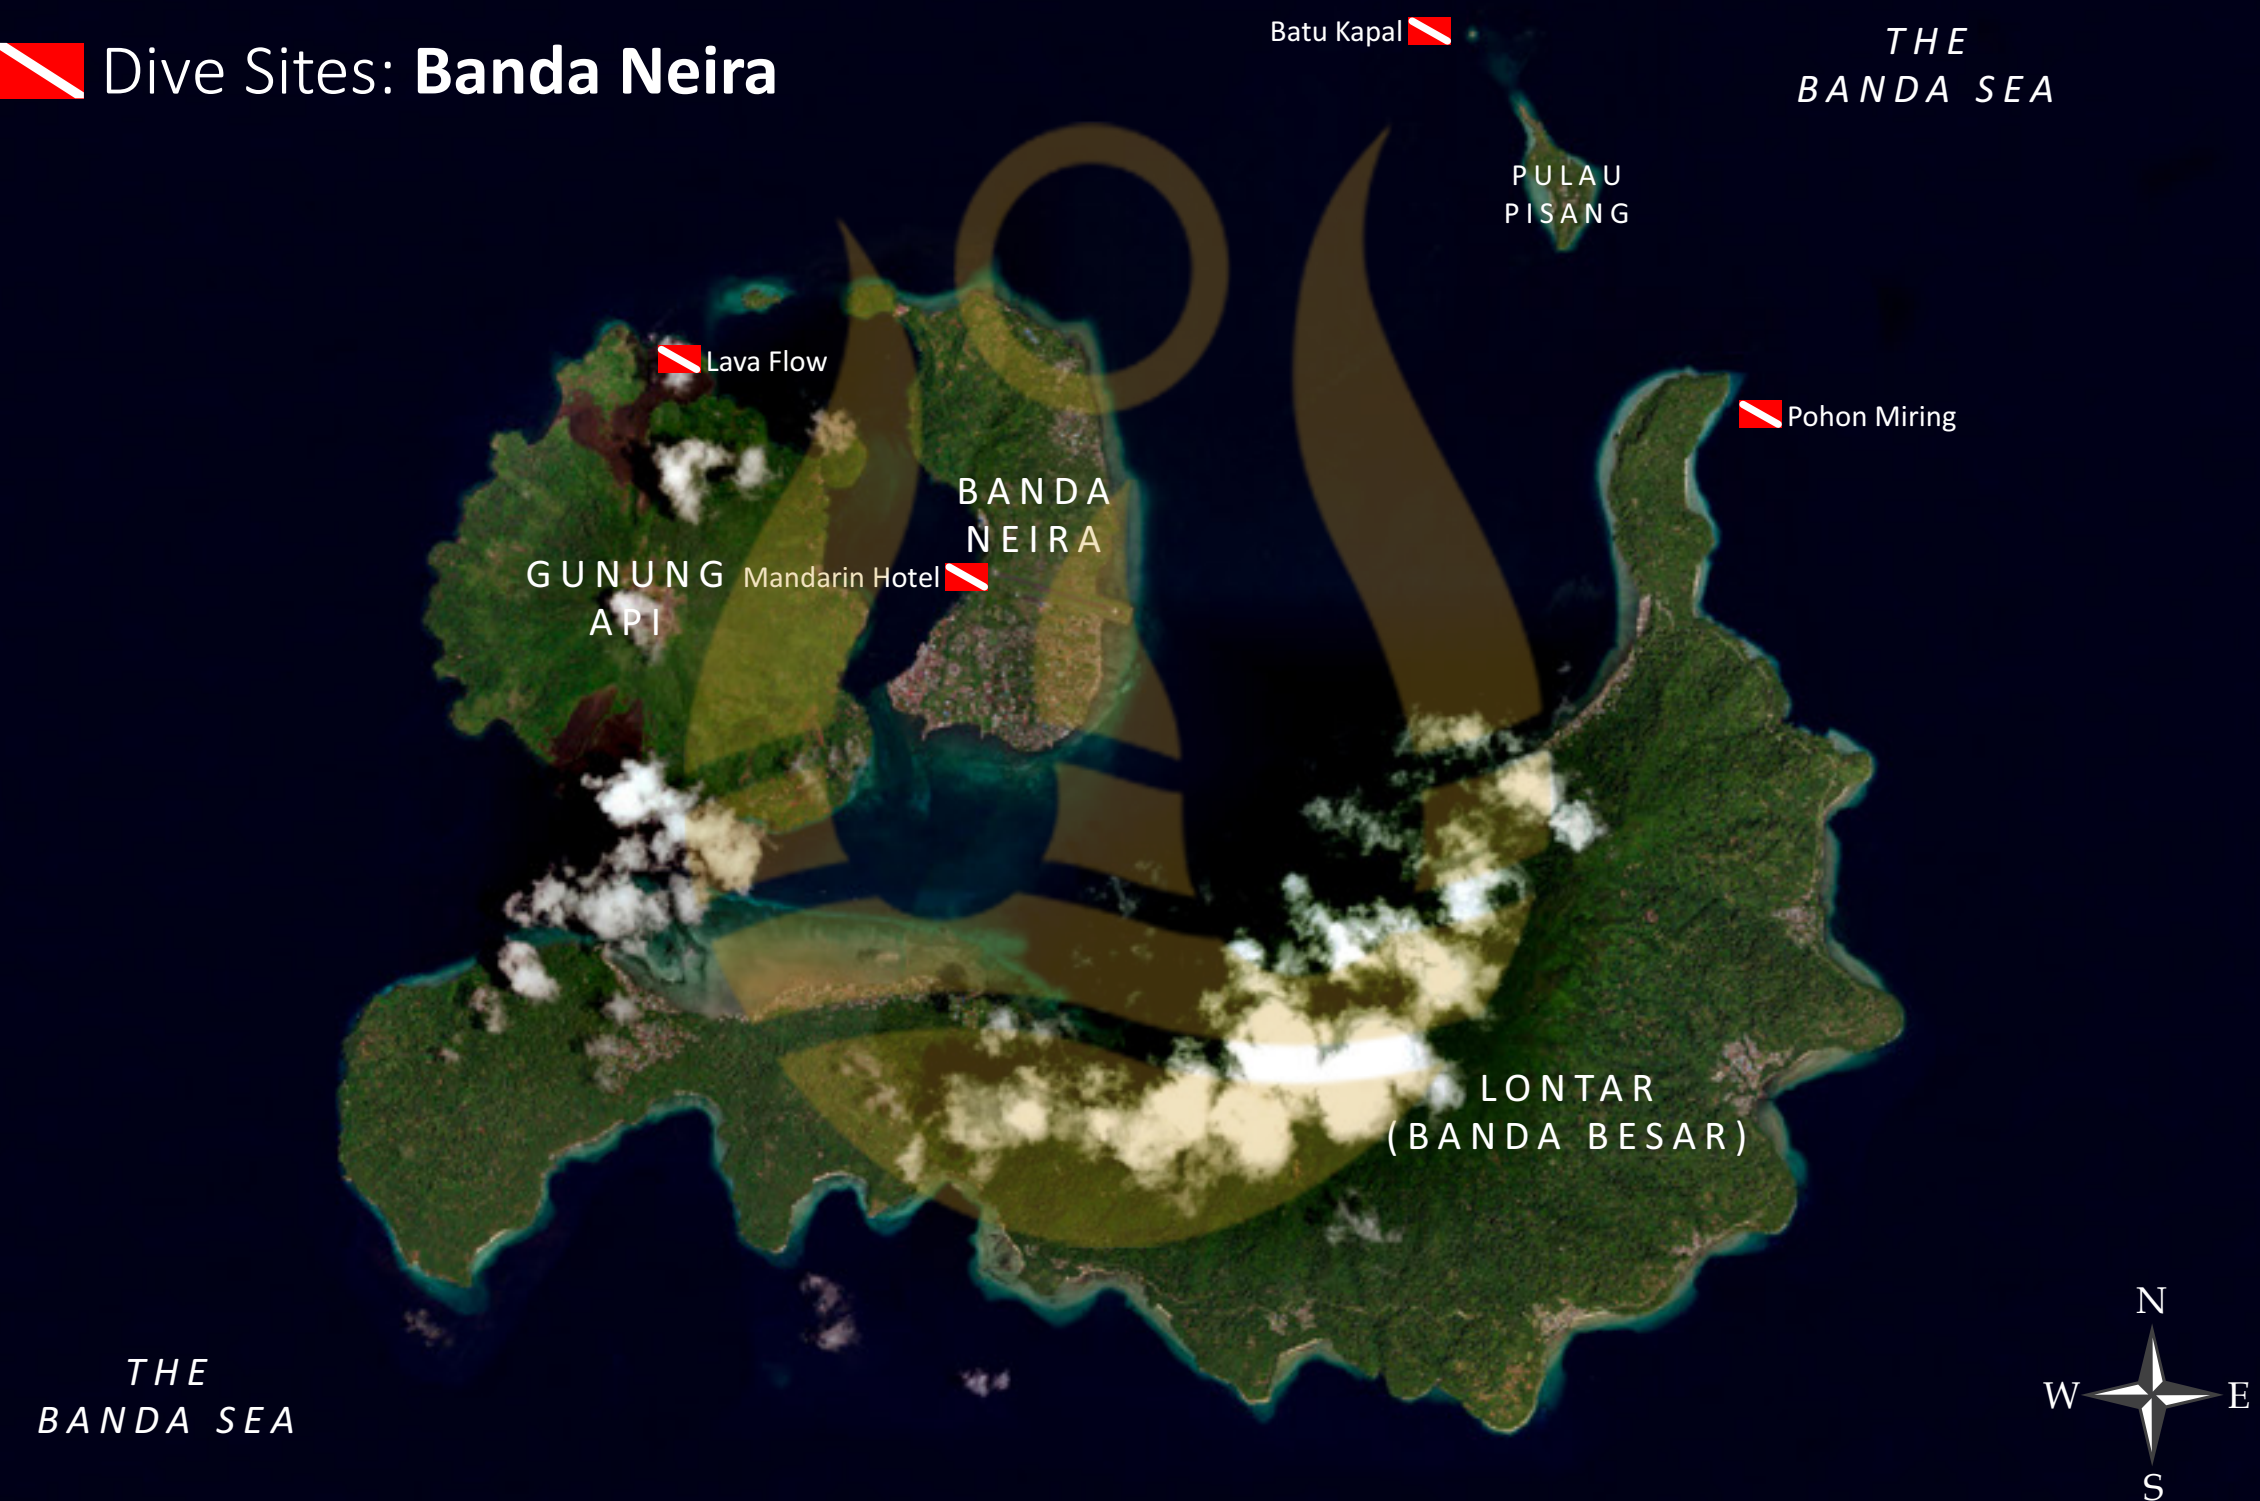 Dive Sites: Banda Neira
Batu Kapal
THE
BANDA SEA
PULAU
PISANG
Lava Flow
Pohon Miring
BANDA
NEIRA
GUNUNG
API
Mandarin Hotel
LONTAR
(BANDA BESAR)
THE
BANDA SEA
N
W
E
S